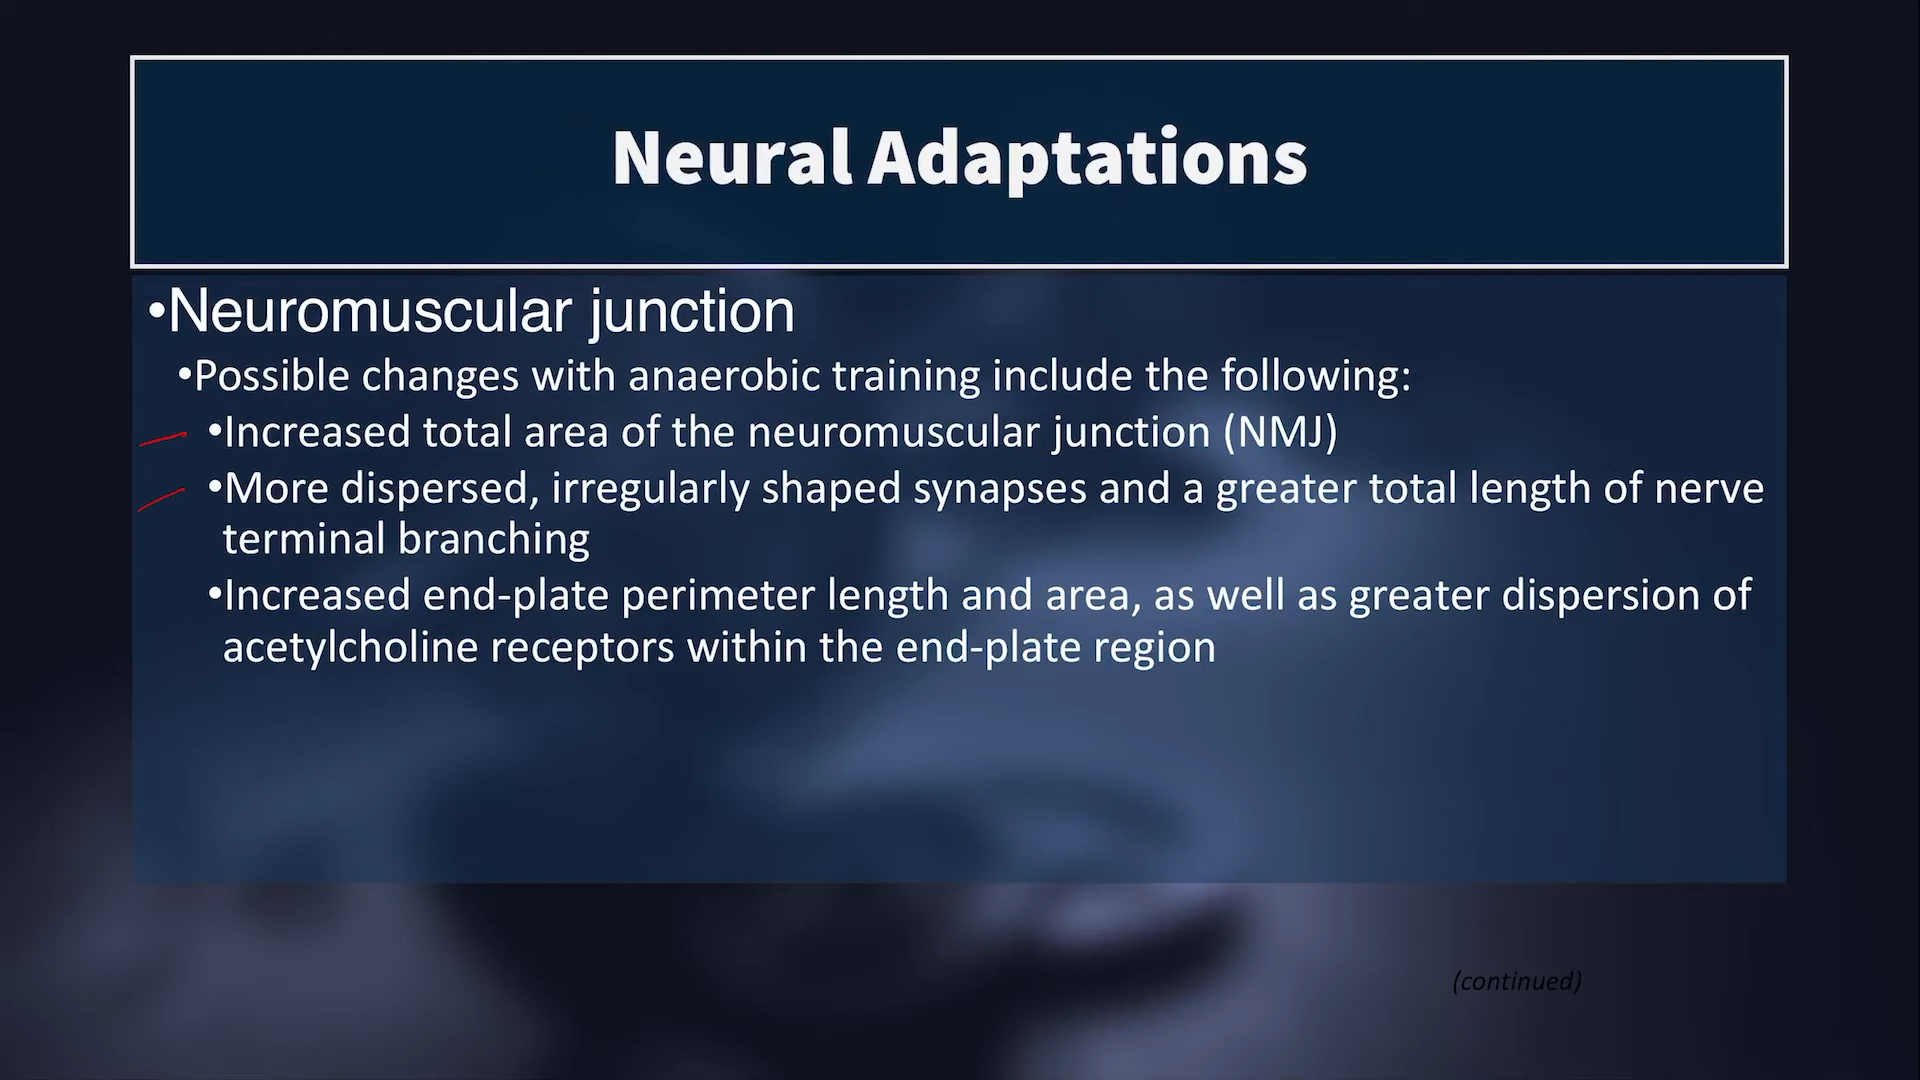 Neural Adaptations
•Neuromuscular junction
•Possible changes with anaerobic training include the following:
•Increased total area of the neuromuscular junction (NMJ)
•More dispersed, irregularly shaped synapses and a greater total length of nerve
terminal branching
•Increased end-plate perimeter length and area, as well as greater dispersion of
acetylcholine receptors within the end-plate region
(continued)